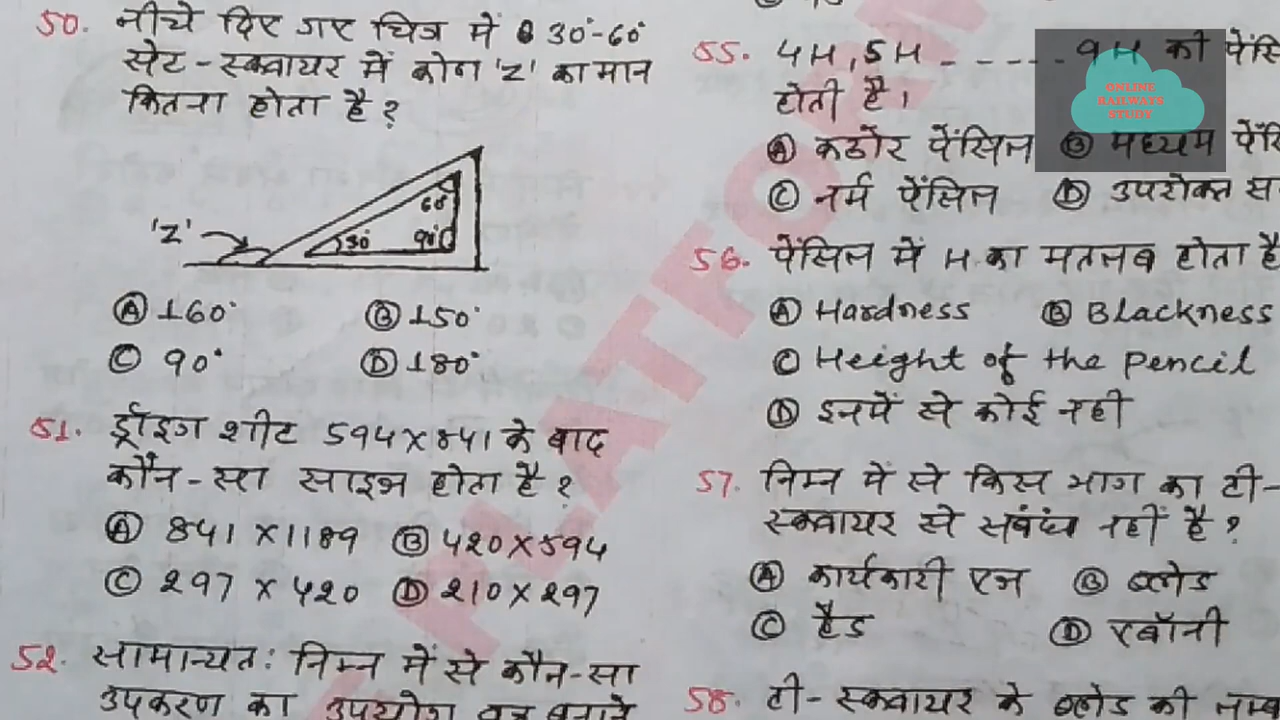 50. नीचे दिए गए चित्र में 30°-60°
सेट-स्क्वायर में कोण 'Z' का मान
कितना होता है?
'Z'
60°
30°
90°
Ⓐ 160° Ⓑ 150°
Ⓒ 90° Ⓓ 180°
51. ड्रॉइंग शीट 594×841 के बाद
कौन-सा साइज होता है?
Ⓐ 841×1189 Ⓑ 420×594
Ⓒ 297×420 Ⓓ 210×297
52. सामान्यतः निम्न में से कौन-सा
उपकरण का उपयोग
55. 4H, 5H ------ 9H की
होती है।
Ⓐ कठोर पेंसिल Ⓑ मध्यम
Ⓒ नर्म पेंसिल Ⓓ उपरोक्त
56. पेंसिल में H का मतलब होता है
Ⓐ Hardness Ⓑ Blackness
Ⓒ Height of the pencil
Ⓓ इनमें से कोई नही
57. निम्न में से किस भाग का टी-
स्क्वायर से संबंध नहीं है?
Ⓐ कार्यकारी एज Ⓑ ब्लेड
Ⓒ हैड Ⓓ एबॉनी
58. टी-स्क्वायर के ब्लेड की
ONLINE
RAILWAYS
STUDY
PLATFORM